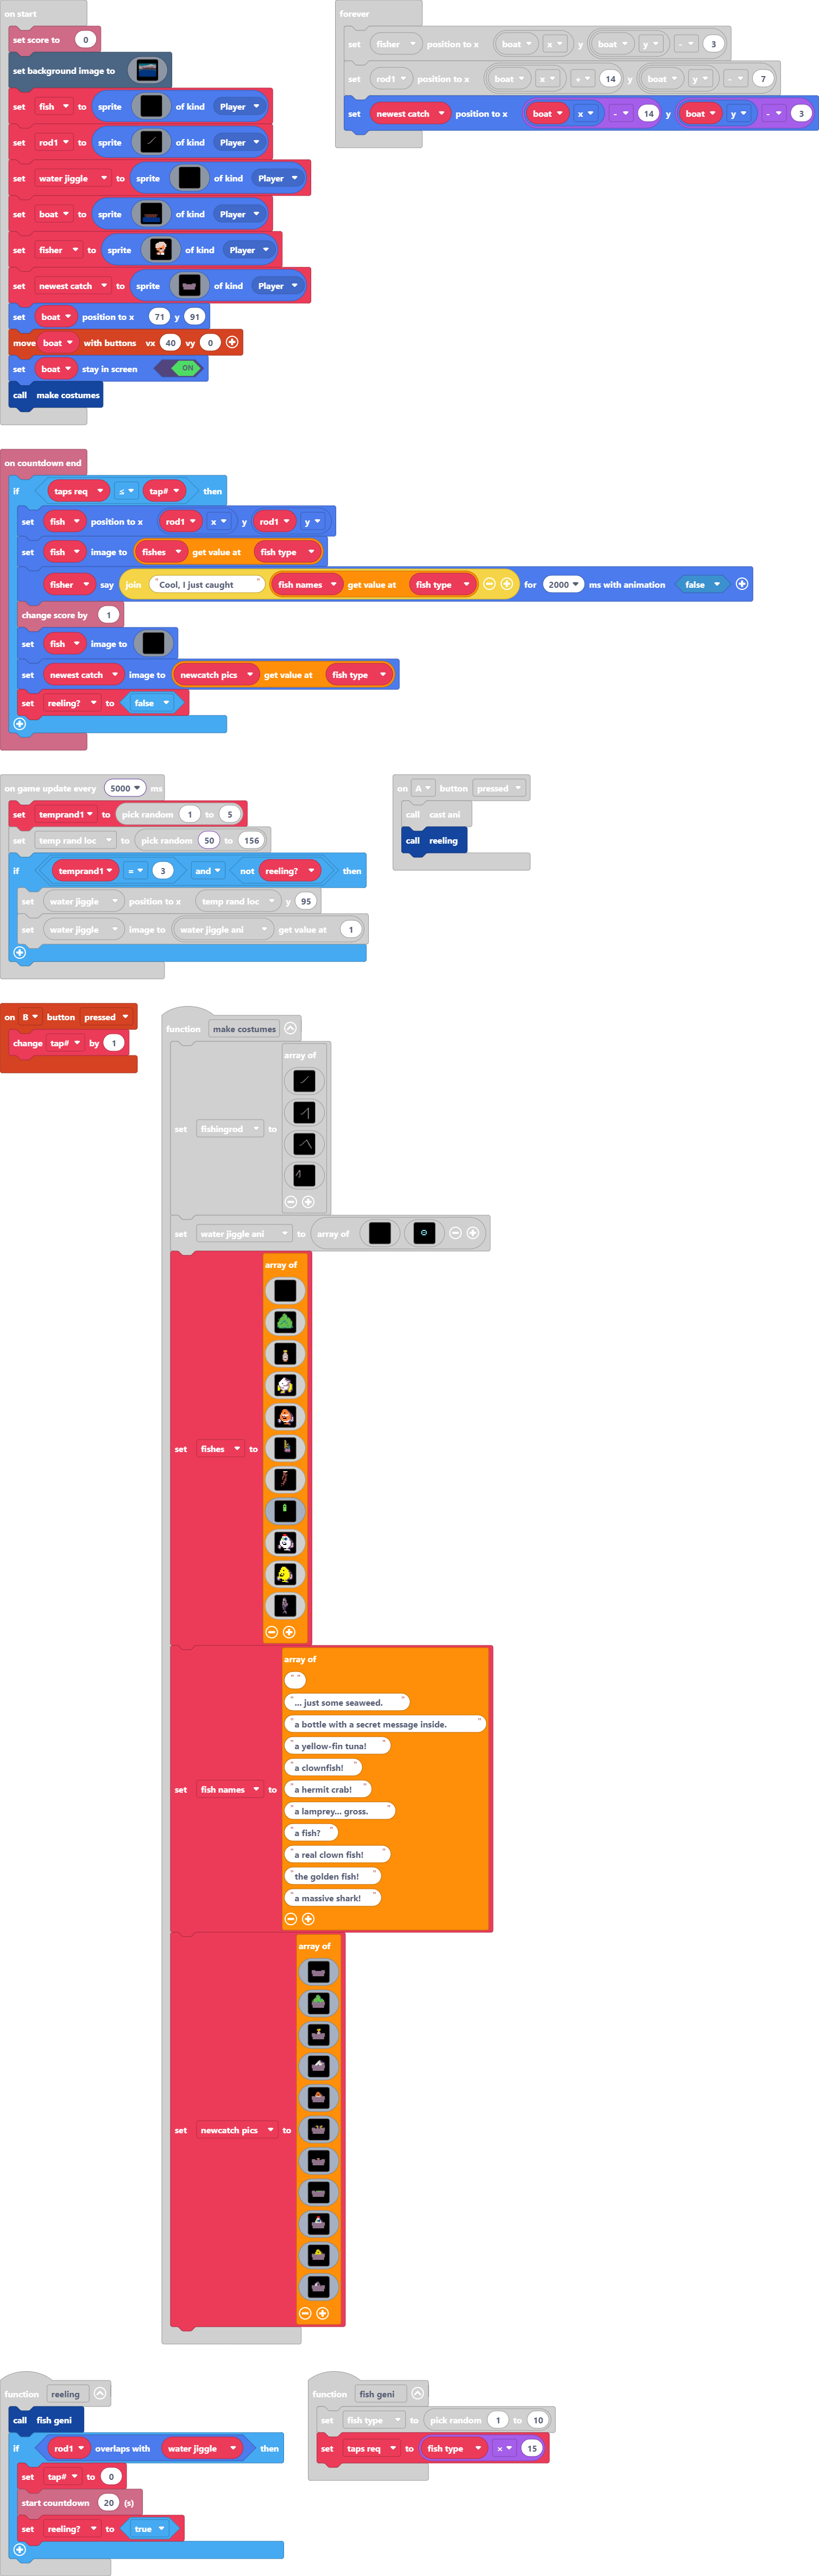 on start
set score to 0
set background image to
set fish to sprite of kind Player
set rod1 to sprite of kind Player
set water jiggle to sprite of kind Player
set boat to sprite of kind Player
set fisher to sprite of kind Player
set newest catch to sprite of kind Player
set boat position to x 71 y 91
move boat with buttons vx 40 vy 0
set boat stay in screen ON
call make costumes
forever
set fisher position to x boat x y boat y - 3
set rod1 position to x boat x + 14 y boat y - 7
set newest catch position to x boat x - 14 y boat y - 3
on countdown end
if taps req ≤ tap# then
set fish position to x rod1 x y rod1 y
set fish image to fishes get value at fish type
fisher say join "Cool, I just caught " fish names get value at fish type for 2000 ms with animation false
change score by 1
set fish image to
set newest catch image to newcatch pics get value at fish type
set reeling? to false
on game update every 5000 ms
set temprand1 to pick random 1 to 5
set temp rand loc to pick random 50 to 156
if temprand1 = 3 and not reeling? then
set water jiggle position to x temp rand loc y 95
set water jiggle image to water jiggle ani get value at 1
on A button pressed
call cast ani
call reeling
on B button pressed
change tap# by 1
function make costumes
array of
set fishingrod to
set water jiggle ani to array of
array of
set fishes to
array of
" "
"... just some seaweed. "
"a bottle with a secret message inside. "
"a yellow-fin tuna! "
"a clownfish! "
"a hermit crab! "
set fish names to
"a lamprey... gross. "
"a fish? "
"a real clown fish! "
"the golden fish! "
"a massive shark! "
array of
set newcatch pics to
function reeling
call fish geni
if rod1 overlaps with water jiggle then
set tap# to 0
start countdown 20 (s)
set reeling? to true
function fish geni
set fish type to pick random 1 to 10
set taps req to fish type × 15